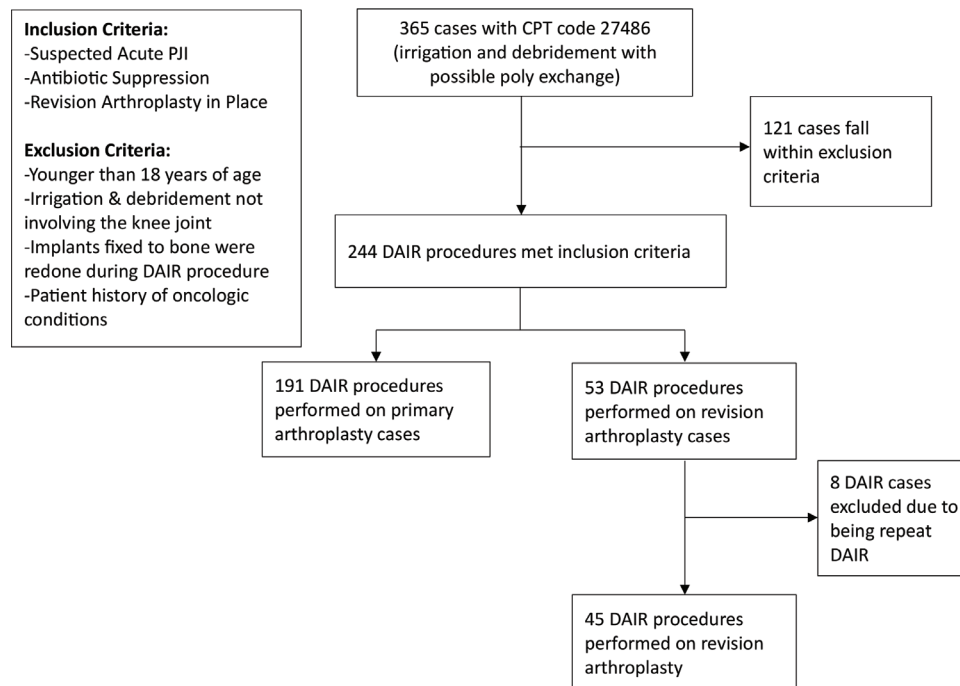 Inclusion Criteria:
-Suspected Acute PJI
-Antibiotic Suppression
-Revision Arthroplasty in Place
Exclusion Criteria:
-Younger than 18 years of age
-Irrigation & debridement not
involving the knee joint
-Implants fixed to bone were
redone during DAIR procedure
-Patient history of oncologic
conditions
365 cases with CPT code 27486
(irrigation and debridement with
possible poly exchange)
121 cases fall
within exclusion
criteria
244 DAIR procedures met inclusion criteria
191 DAIR procedures
performed on primary
arthroplasty cases
53 DAIR procedures
performed on revision
arthroplasty cases
8 DAIR cases
excluded due to
being repeat
DAIR
45 DAIR procedures
performed on revision
arthroplasty